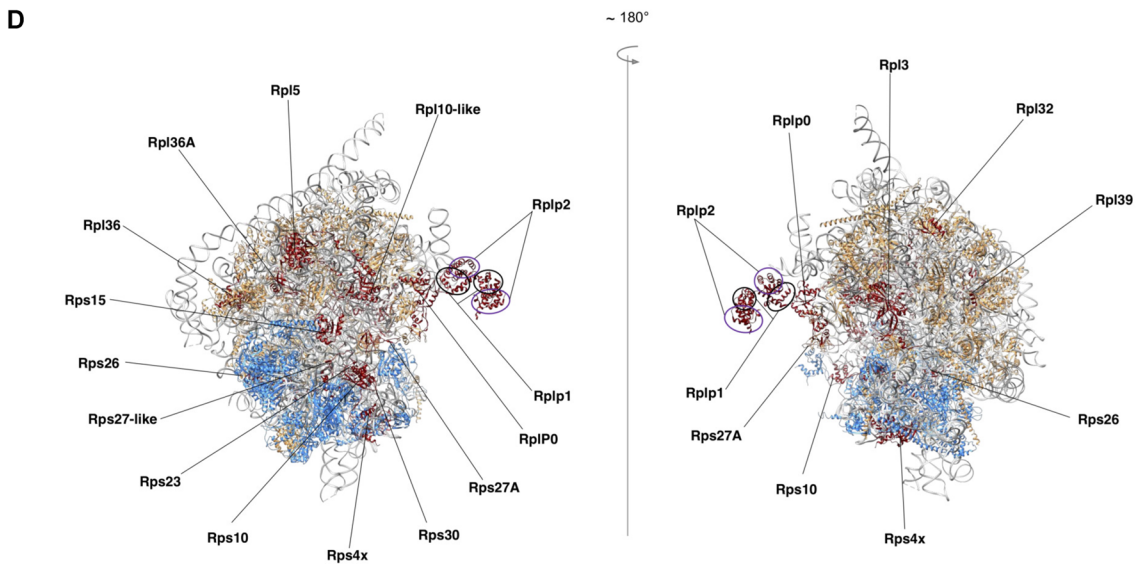 D
~ 180°
Rpl5
Rpl10-like
Rpl36A
Rplp2
Rpl36
Rps15
Rps26
Rps27-like
Rplp1
RplP0
Rps23
Rps27A
Rps10
Rps30
Rps4x
Rpl3
Rplp0
Rpl32
Rpl39
Rplp2
Rplp1
Rps27A
Rps26
Rps10
Rps4x